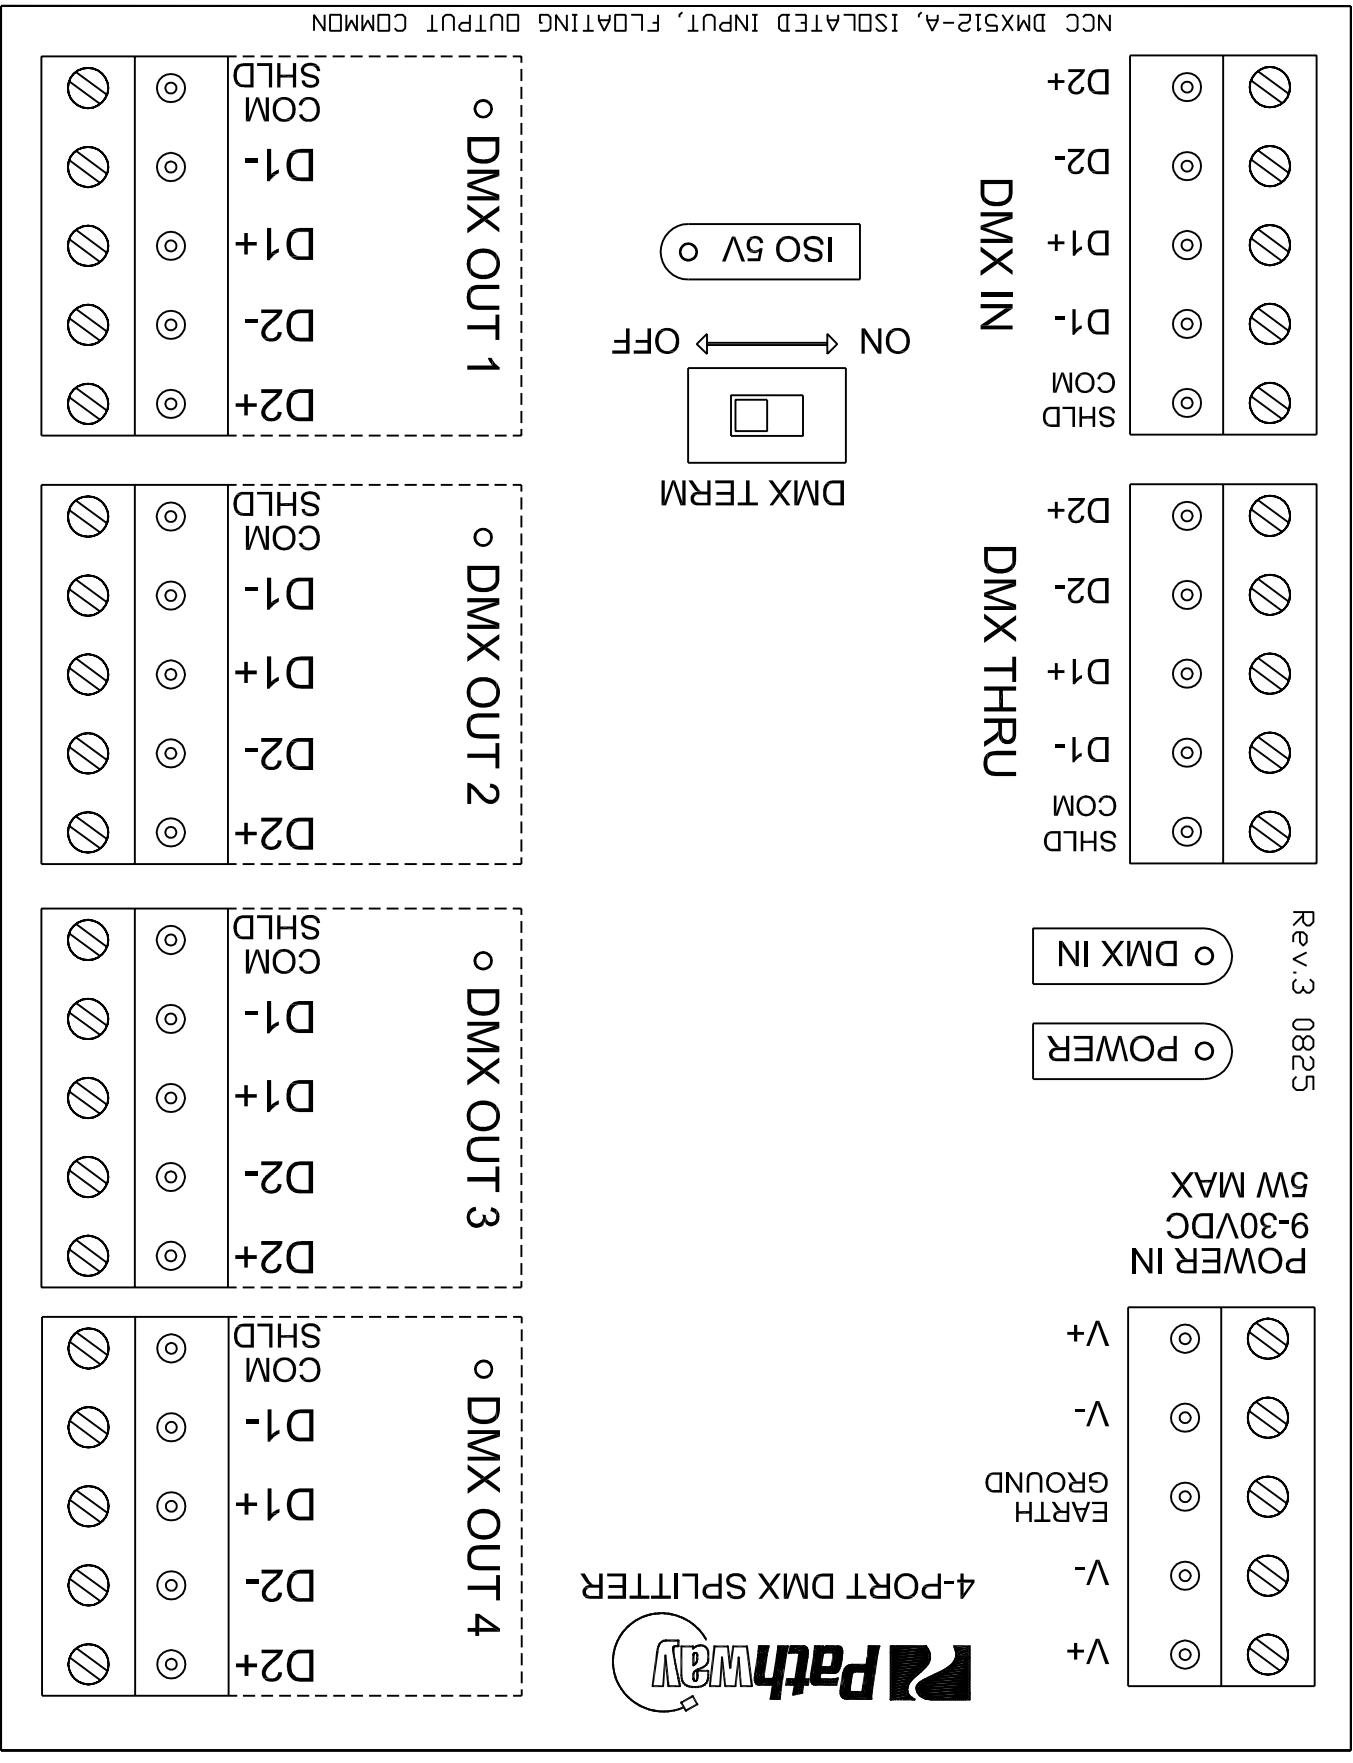 Pathway
4-PORT DMX SPLITTER
V+
V-
EARTH
GROUND
V-
V+
POWER IN
9-30VDC
5W MAX
POWER
DMX IN
Rev.3 0825
DMX THRU
SHLD
COM
D1-
D1+
D2-
D2+
DMX IN
SHLD
COM
D1-
D1+
D2-
D2+
DMX TERM
ON
OFF
ISO 5V
DMX OUT 4
D2+
D2-
D1+
D1-
COM
SHLD
DMX OUT 3
D2+
D2-
D1+
D1-
COM
SHLD
DMX OUT 2
D2+
D2-
D1+
D1-
COM
SHLD
DMX OUT 1
D2+
D2-
D1+
D1-
COM
SHLD
NCC DMX512-A, ISOLATED INPUT, FLOATING OUTPUT COMMON